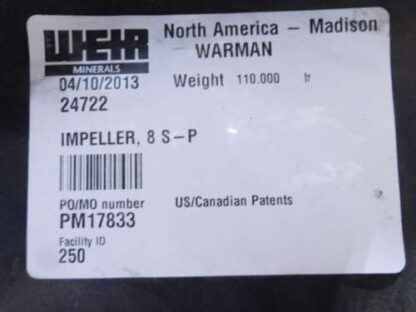 North America – Madison
WEIR
MINERALS
WARMAN
04/10/2013
Weight 110.000
24722
IMPELLER, 8 S-P
PO/MO number
US/Canadian Patents
PM17833
Facility ID
250